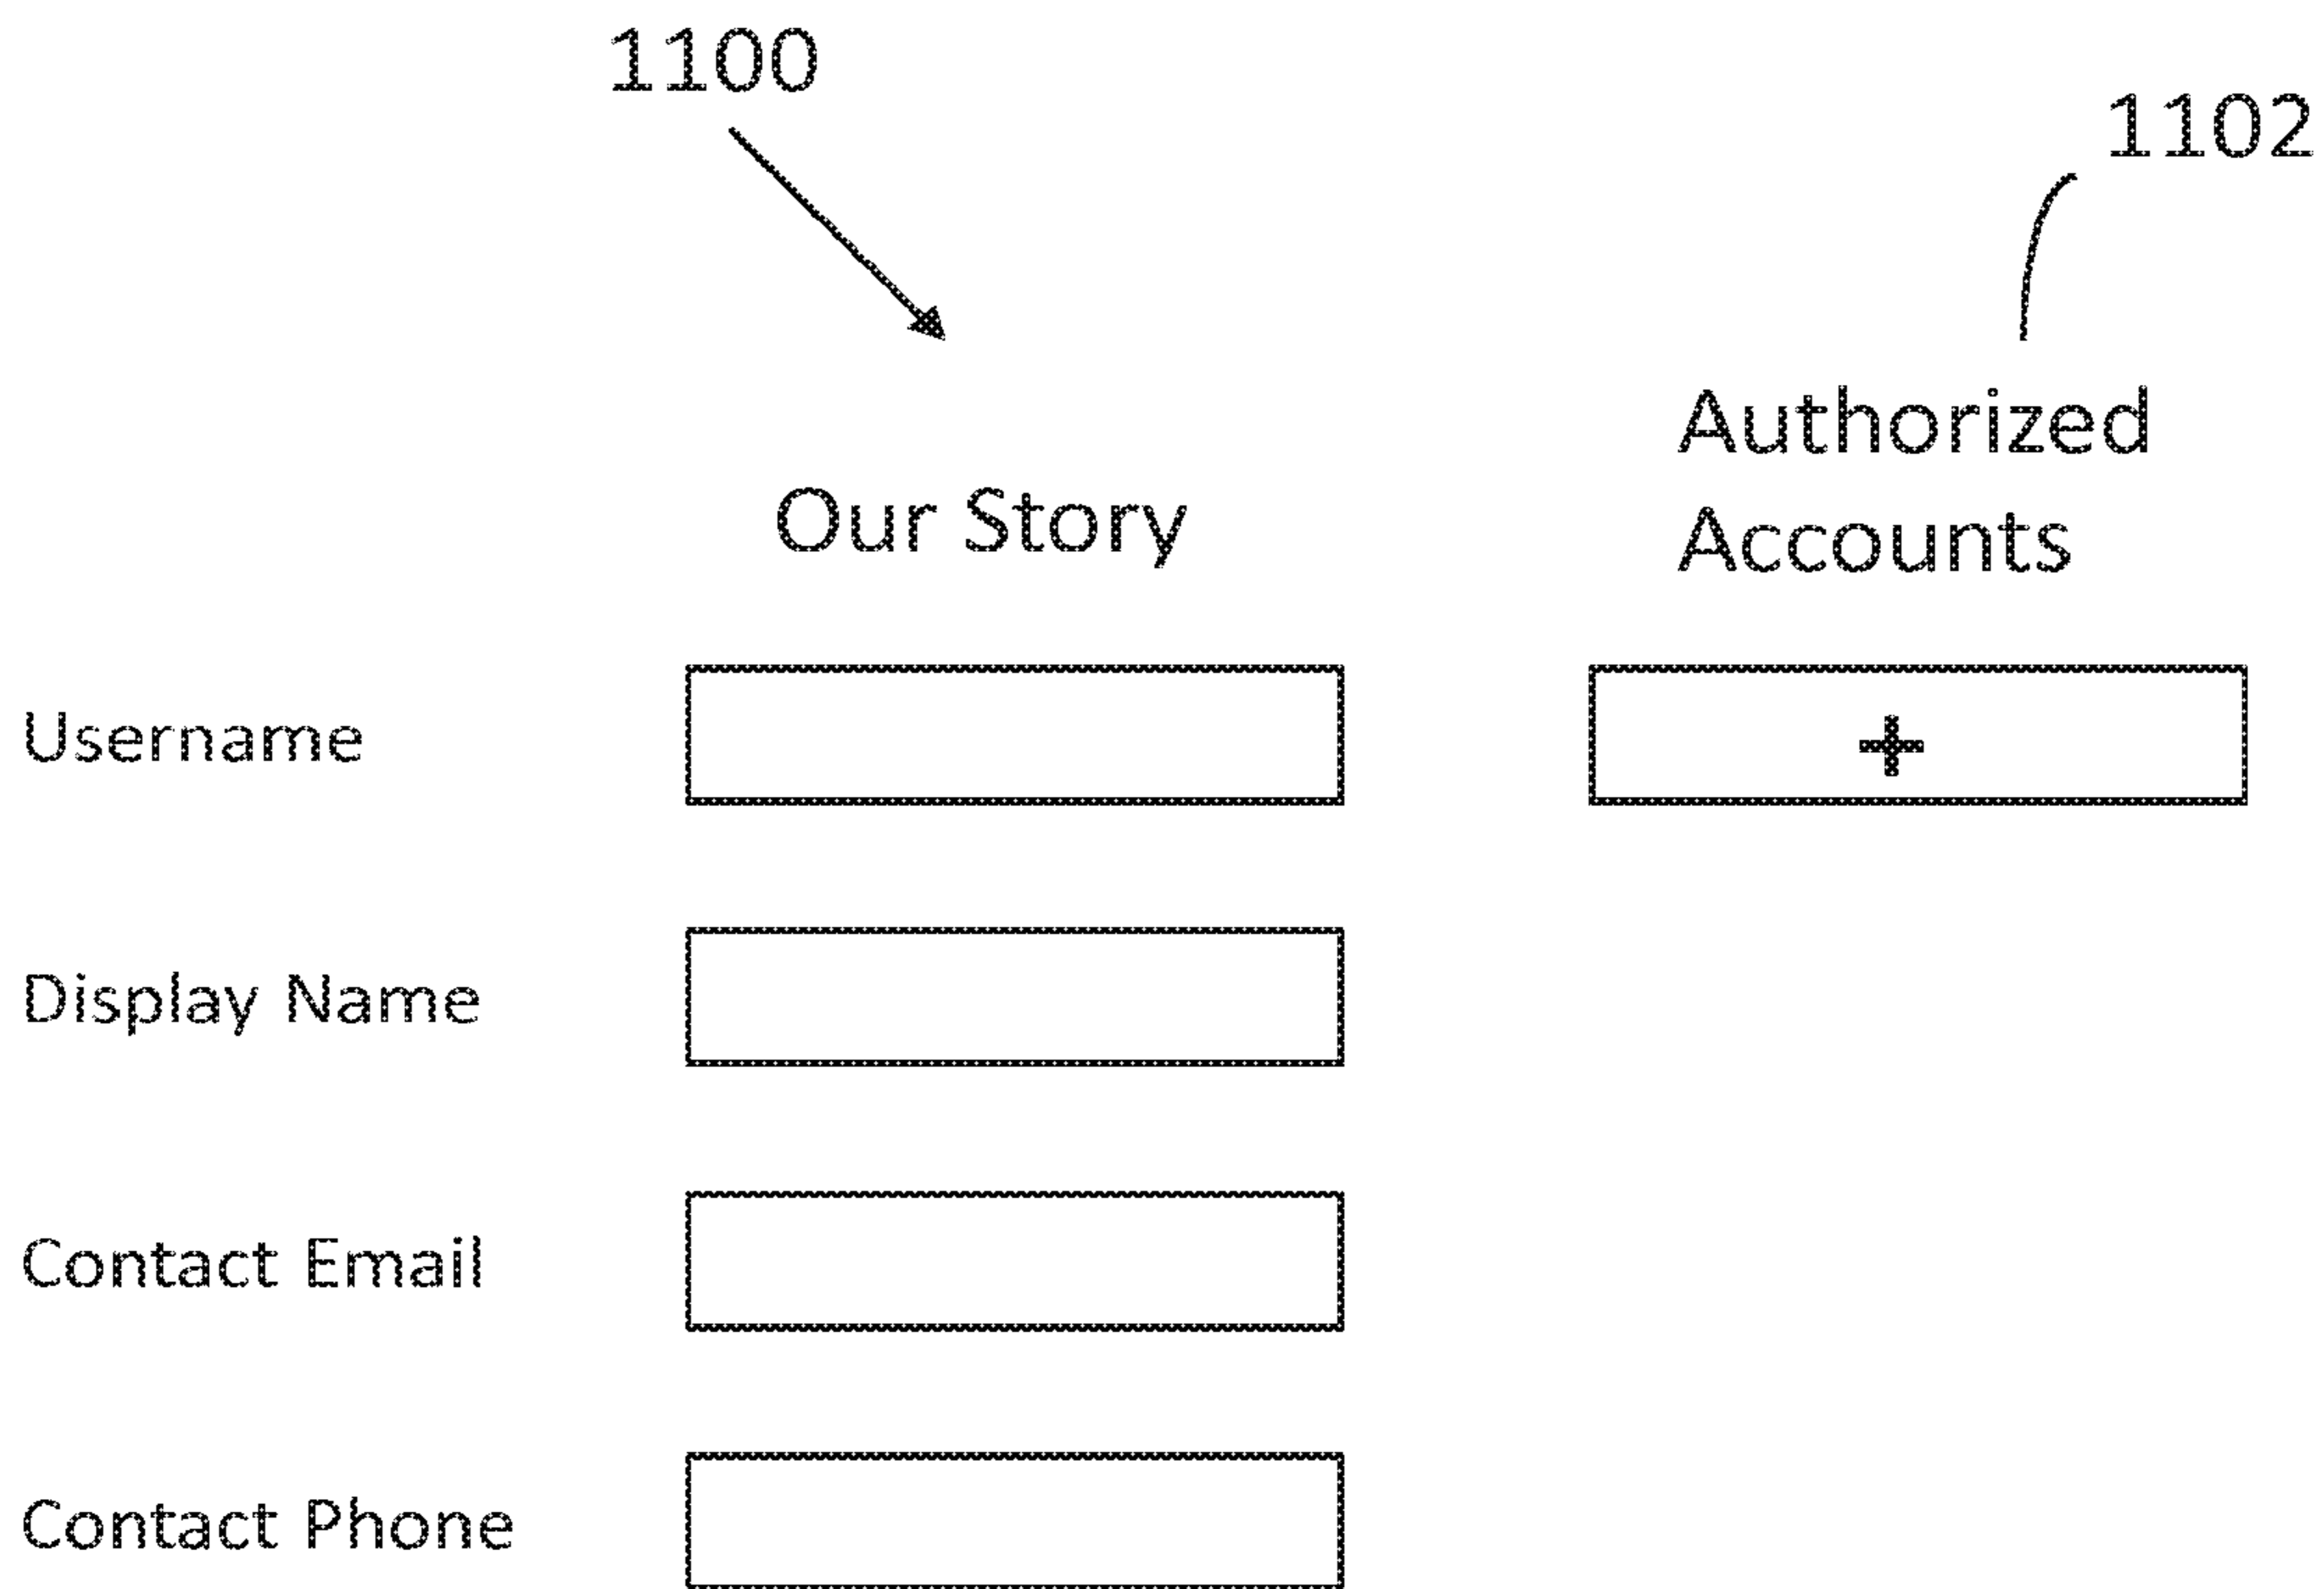 1100
1102
Our Story
Authorized
Accounts
Username
+
Display Name
Contact Email
Contact Phone